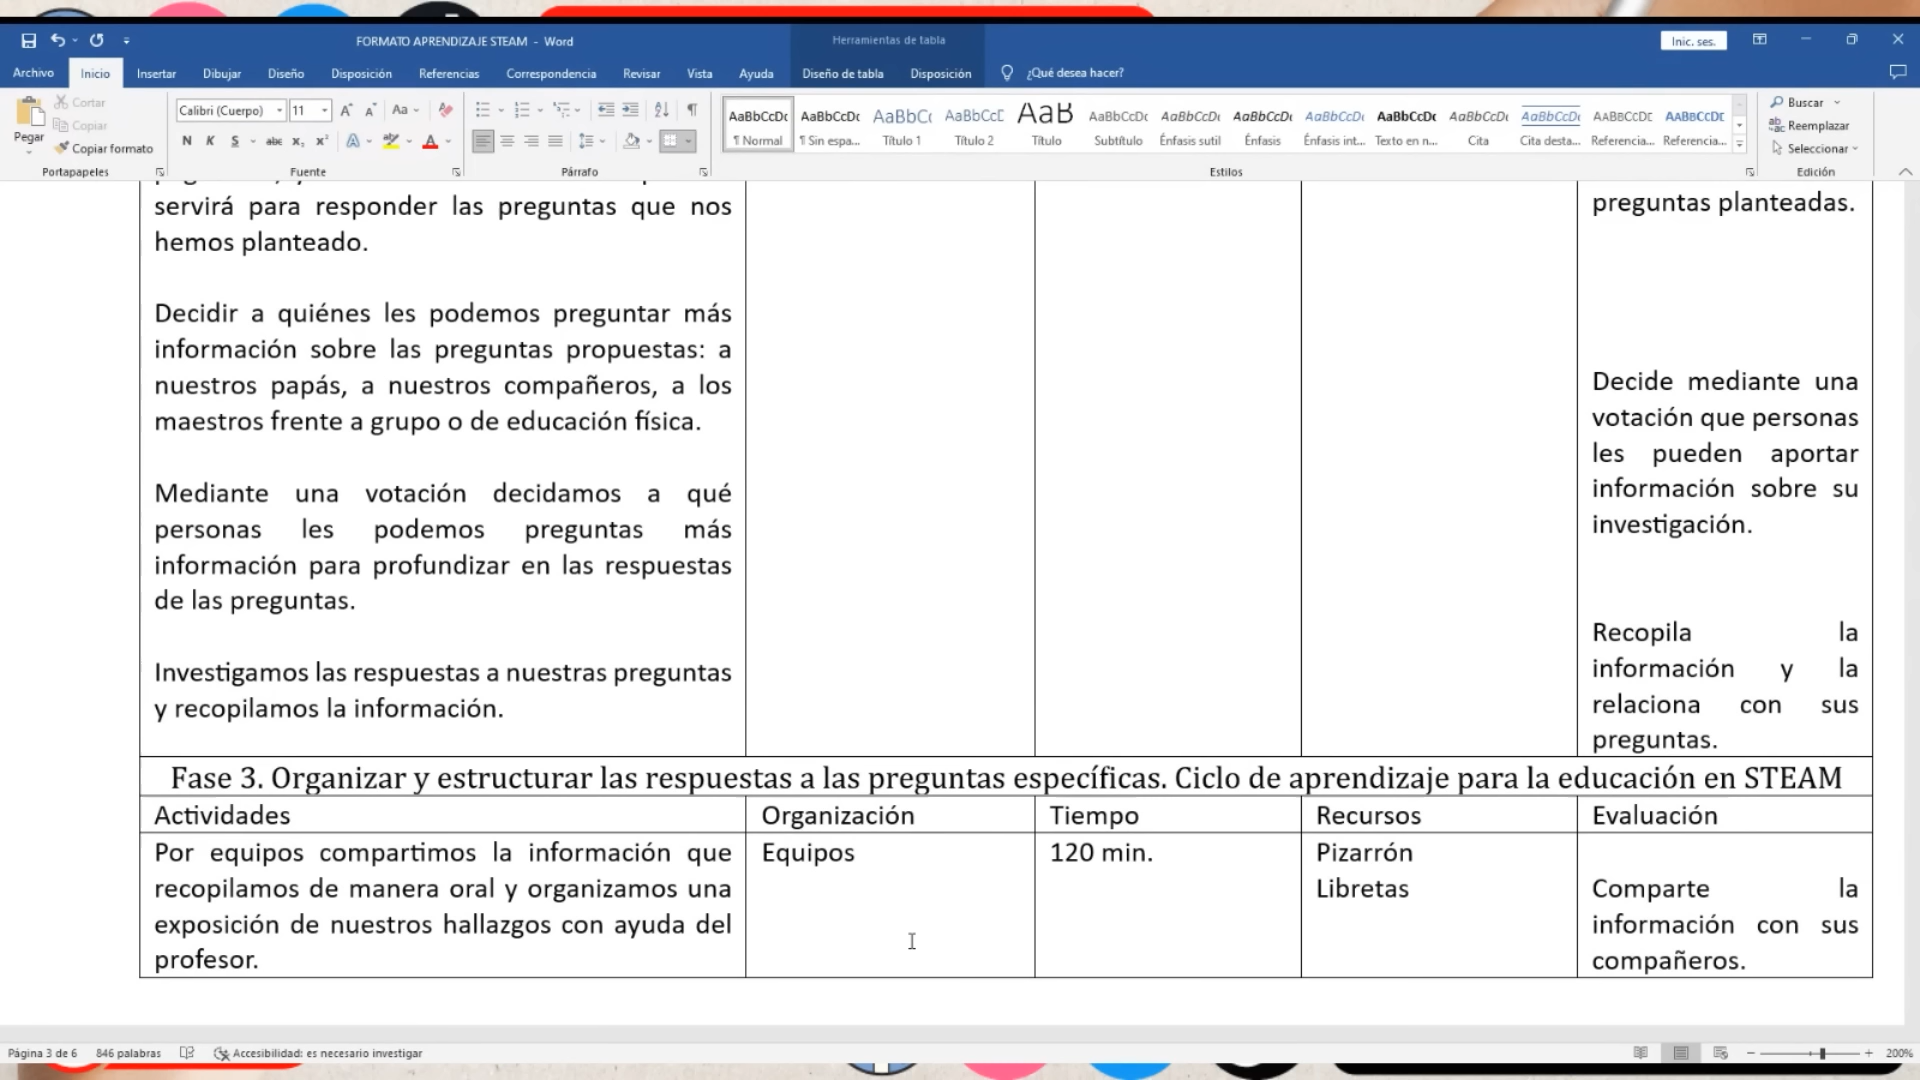 FORMATO APRENDIZAJE STEAM - Word
Herramientas de tabla
Inic. ses.
Archivo Inicio Insertar Dibujar Diseño Disposición Referencias Correspondencia Revisar Vista Ayuda Diseño de tabla Disposición ¿Qué desea hacer?
Pegar
Cortar
Copiar
Copiar formato
Portapapeles
Calibri (Cuerpo) 11
Fuente
Párrafo
AaBbCcDc AaBbCcDc AaBbCc AaBbCcD AaB AaBbCcDc AaBbCcDc AaBbCcDc AaBbCcDc AaBbCcDc AaBbCcDc AaBbCcDc AABBCCDC AABBCCDC
¶ Normal ¶ Sin espa... Título 1 Título 2 Título Subtítulo Énfasis sutil Énfasis Énfasis int... Texto en n... Cita Cita desta... Referencia... Referencia...
Estilos
Buscar
Reemplazar
Seleccionar
Edición
servirá para responder las preguntas que nos
hemos planteado.
Decidir a quiénes les podemos preguntar más
información sobre las preguntas propuestas: a
nuestros papás, a nuestros compañeros, a los
maestros frente a grupo o de educación física.
Mediante una votación decidamos a qué
personas les podemos preguntas más
información para profundizar en las respuestas
de las preguntas.
Investigamos las respuestas a nuestras preguntas
y recopilamos la información.
preguntas planteadas.
Decide mediante una
votación que personas
les pueden aportar
información sobre su
investigación.
Recopila la
información y la
relaciona con sus
preguntas.
Fase 3. Organizar y estructurar las respuestas a las preguntas específicas. Ciclo de aprendizaje para la educación en STEAM
Actividades Organización Tiempo Recursos Evaluación
Por equipos compartimos la información que
recopilamos de manera oral y organizamos una
exposición de nuestros hallazgos con ayuda del
profesor.
Equipos
120 min.
Pizarrón
Libretas
Comparte la
información con sus
compañeros.
Página 3 de 6 846 palabras Accesibilidad: es necesario investigar 200%